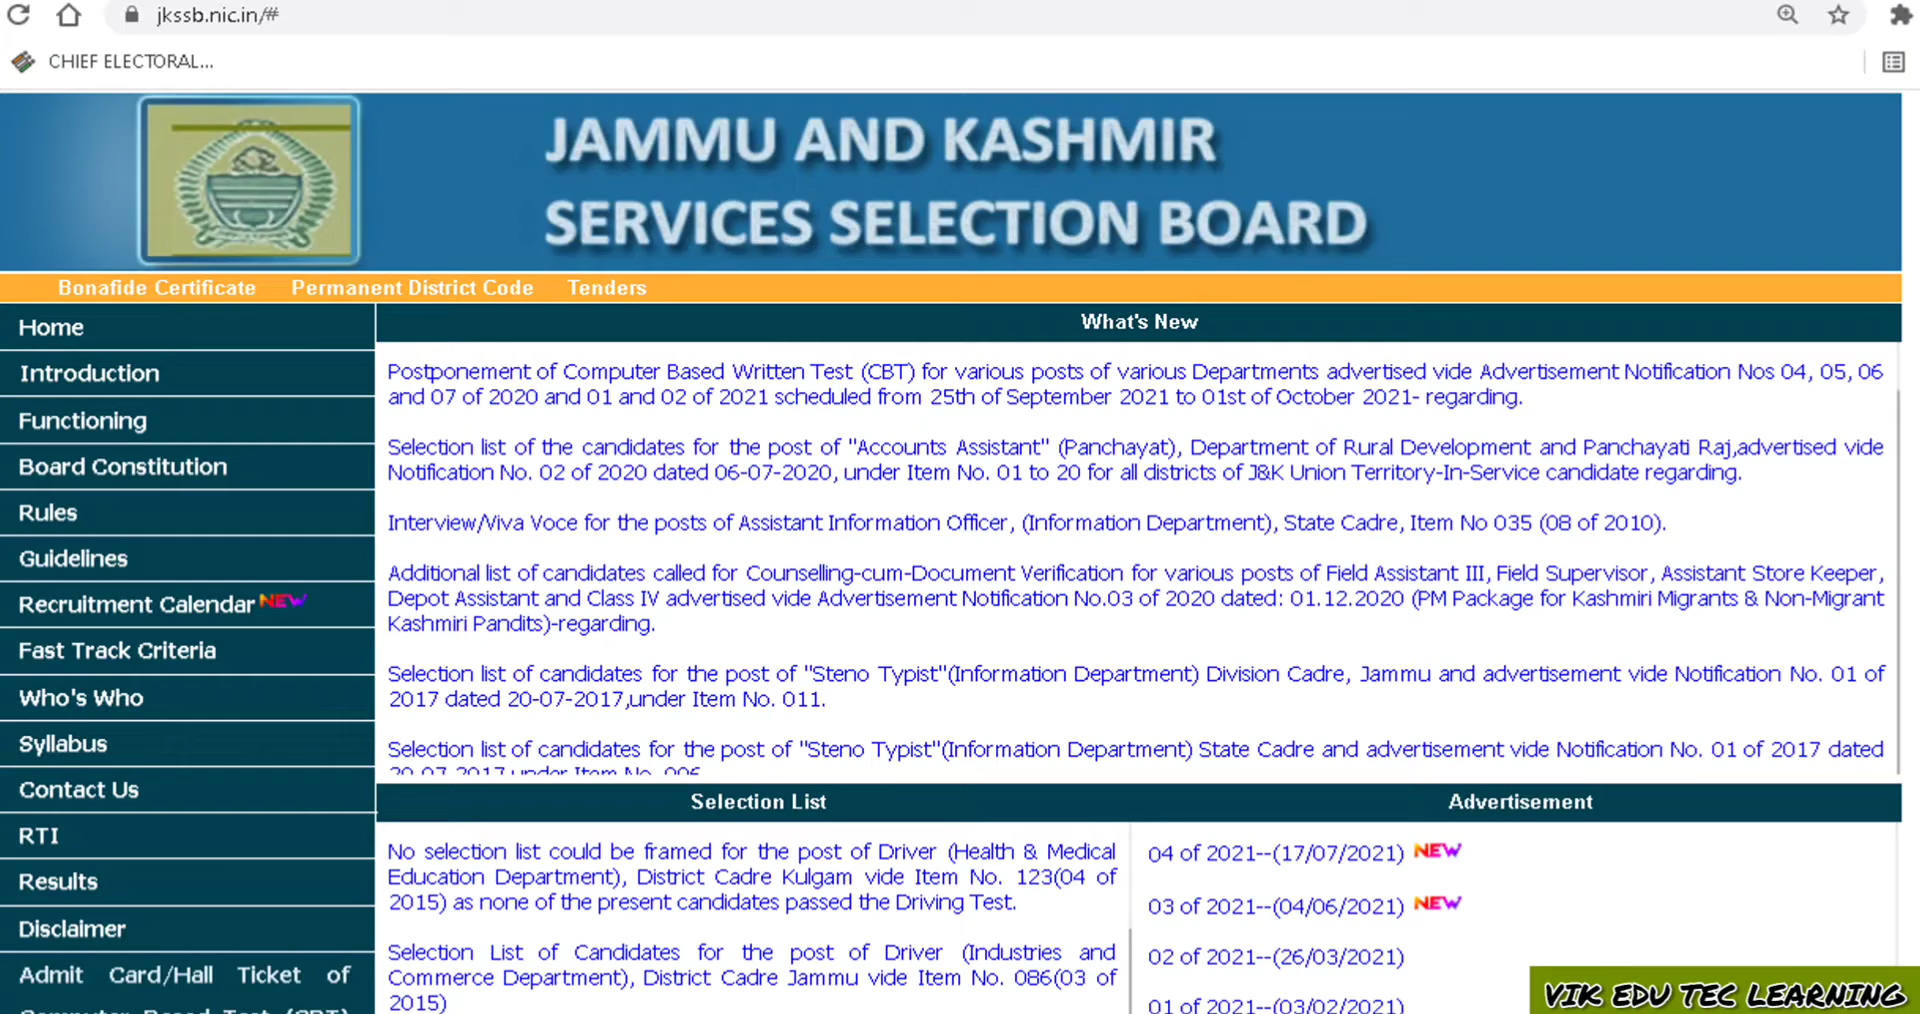 jkssb.nic.in/#
CHIEF ELECTORAL...
JAMMU AND KASHMIR
SERVICES SELECTION BOARD
Bonafide Certificate Permanent District Code Tenders
Home
Introduction
Functioning
Board Constitution
Rules
Guidelines
Recruitment Calendar NEW
Fast Track Criteria
Who's Who
Syllabus
Contact Us
RTI
Results
Disclaimer
Admit Card/Hall Ticket of
Computer Based Test (CBT)
What's New
Postponement of Computer Based Written Test (CBT) for various posts of various Departments advertised vide Advertisement Notification Nos 04, 05, 06
and 07 of 2020 and 01 and 02 of 2021 scheduled from 25th of September 2021 to 01st of October 2021- regarding.
Selection list of the candidates for the post of "Accounts Assistant" (Panchayat), Department of Rural Development and Panchayati Raj,advertised vide
Notification No. 02 of 2020 dated 06-07-2020, under Item No. 01 to 20 for all districts of J&K Union Territory-In-Service candidate regarding.
Interview/Viva Voce for the posts of Assistant Information Officer, (Information Department), State Cadre, Item No 035 (08 of 2010).
Additional list of candidates called for Counselling-cum-Document Verification for various posts of Field Assistant III, Field Supervisor, Assistant Store Keeper,
Depot Assistant and Class IV advertised vide Advertisement Notification No.03 of 2020 dated: 01.12.2020 (PM Package for Kashmiri Migrants & Non-Migrant
Kashmiri Pandits)-regarding.
Selection list of candidates for the post of "Steno Typist"(Information Department) Division Cadre, Jammu and advertisement vide Notification No. 01 of
2017 dated 20-07-2017,under Item No. 011.
Selection list of candidates for the post of "Steno Typist"(Information Department) State Cadre and advertisement vide Notification No. 01 of 2017 dated
20-07-2017,under Item No. 006
Selection List
No selection list could be framed for the post of Driver (Health & Medical
Education Department), District Cadre Kulgam vide Item No. 123(04 of
2015) as none of the present candidates passed the Driving Test.
Selection List of Candidates for the post of Driver (Industries and
Commerce Department), District Cadre Jammu vide Item No. 086(03 of
2015)
Advertisement
04 of 2021--(17/07/2021) NEW
03 of 2021--(04/06/2021) NEW
02 of 2021--(26/03/2021)
01 of 2021--(03/02/2021)
VIK EDU TEC LEARNING